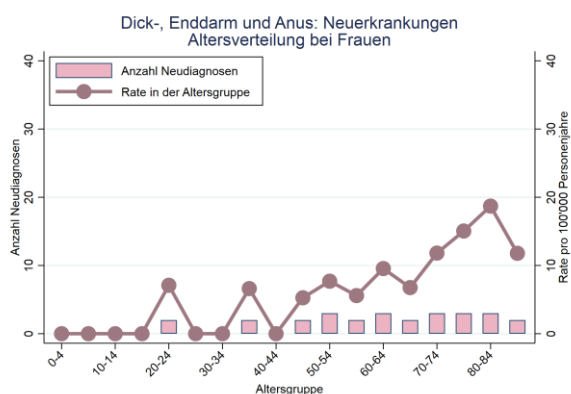 Dick-, Enddarm und Anus: Neuerkrankungen
Altersverteilung bei Frauen
Anzahl Neudiagnosen
Rate in der Altersgruppe
Anzahl Neudiagnosen
0
10
20
30
40
Rate pro 100'000 Personenjahre
0
10
20
30
40
0-4
10-14
20-24
30-34
40-44
50-54
60-64
70-74
80-84
Altersgruppe